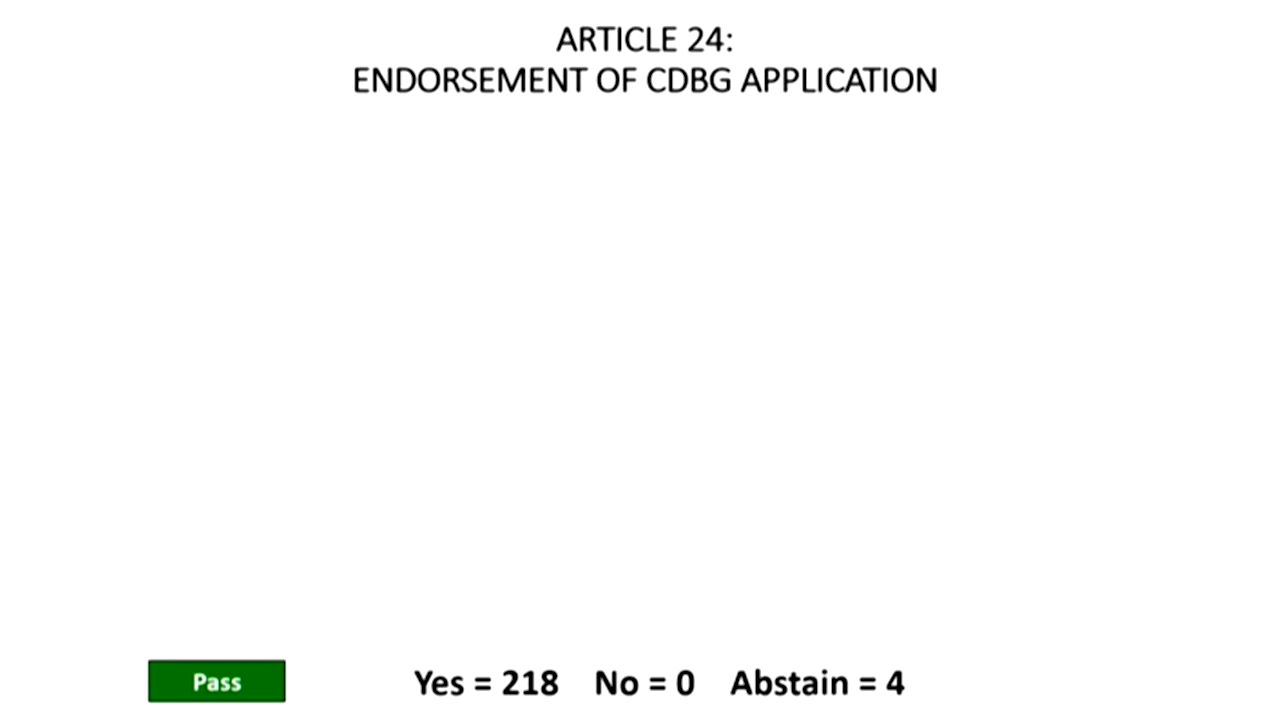 ARTICLE 24:
ENDORSEMENT OF CDBG APPLICATION
Pass Yes = 218 No = 0 Abstain = 4